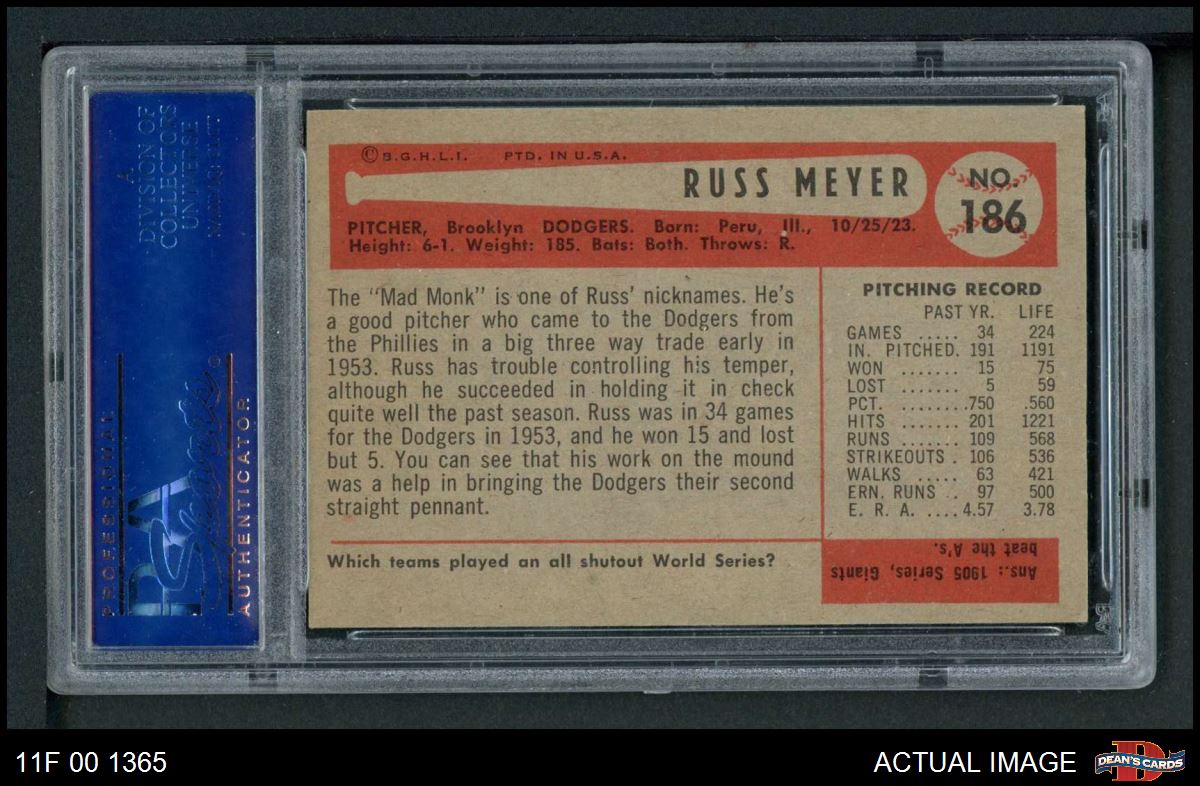 A
DIVISION OF
COLLECTORS
UNIVERSE
PROFESSIONAL
PSA
AUTHENTICATOR
© B.G.H.L.I. PTD. IN U.S.A.
RUSS MEYER
NO.
186
PITCHER, Brooklyn DODGERS. Born: Peru, Ill., 10/25/23.
Height: 6-1. Weight: 185. Bats: Both. Throws: R.
The "Mad Monk" is one of Russ' nicknames. He's
a good pitcher who came to the Dodgers from
the Phillies in a big three way trade early in
1953. Russ has trouble controlling his temper,
although he succeeded in holding it in check
quite well the past season. Russ was in 34 games
for the Dodgers in 1953, and he won 15 and lost
but 5. You can see that his work on the mound
was a help in bringing the Dodgers their second
straight pennant.
Which teams played an all shutout World Series?
PITCHING RECORD
PAST YR. LIFE
GAMES ..... 34 224
IN. PITCHED. 191 1191
WON ....... 15 75
LOST ....... 5 59
PCT. ........750 .560
HITS ....... 201 1221
RUNS ....... 109 568
STRIKEOUTS . 106 536
WALKS ..... 63 421
ERN. RUNS .. 97 500
E. R. A. ....4.57 3.78
Ans.: 1905 Series, Giants
beat the A's.
11F 00 1365
ACTUAL IMAGE
DEAN'S CARDS